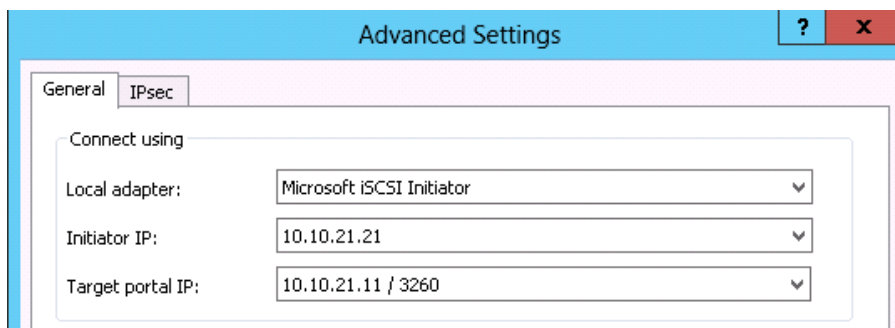 Advanced Settings
? x
General IPsec
Connect using
Local adapter: Microsoft iSCSI Initiator
Initiator IP: 10.10.21.21
Target portal IP: 10.10.21.11 / 3260